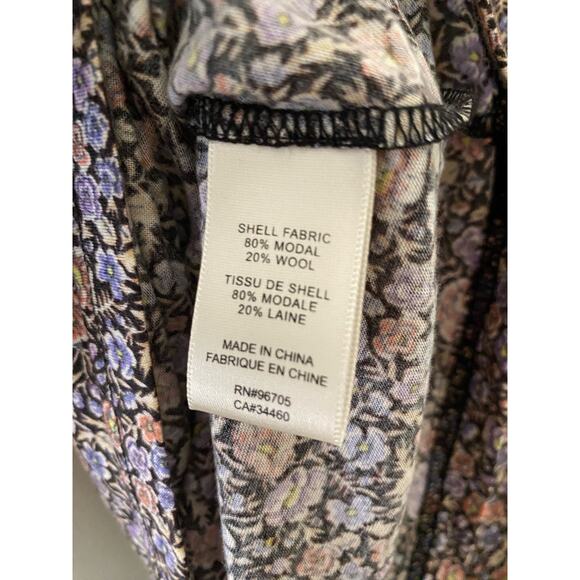 SHELL FABRIC
80% MODAL
20% WOOL
TISSU DE SHELL
80% MODALE
20% LAINE
MADE IN CHINA
FABRIQUE EN CHINE
RN#96705
CA#34460